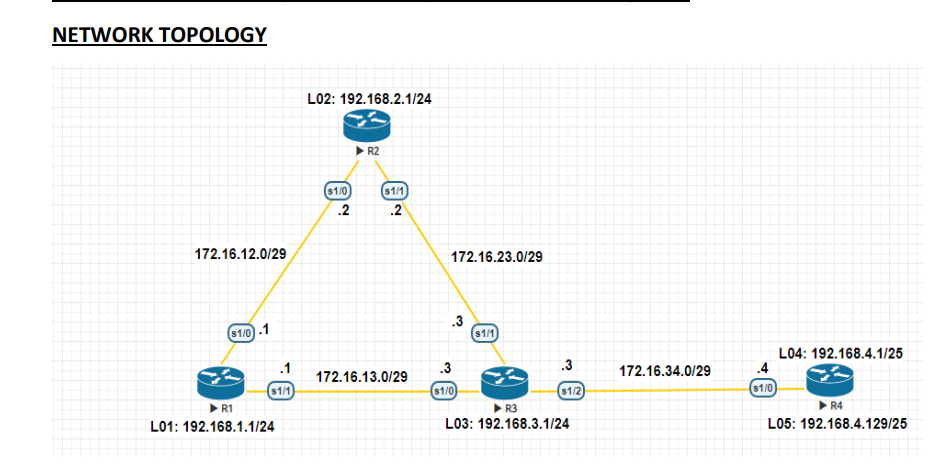 NETWORK TOPOLOGY
L02: 192.168.2.1/24
R2
s1/0
s1/1
.2
.2
172.16.12.0/29
172.16.23.0/29
s1/0
.1
.3
s1/1
.1
172.16.13.0/29
.3
.3
172.16.34.0/29
.4
L04: 192.168.4.1/25
s1/1
s1/0
s1/2
s1/0
R1
R3
R4
L01: 192.168.1.1/24
L03: 192.168.3.1/24
L05: 192.168.4.129/25